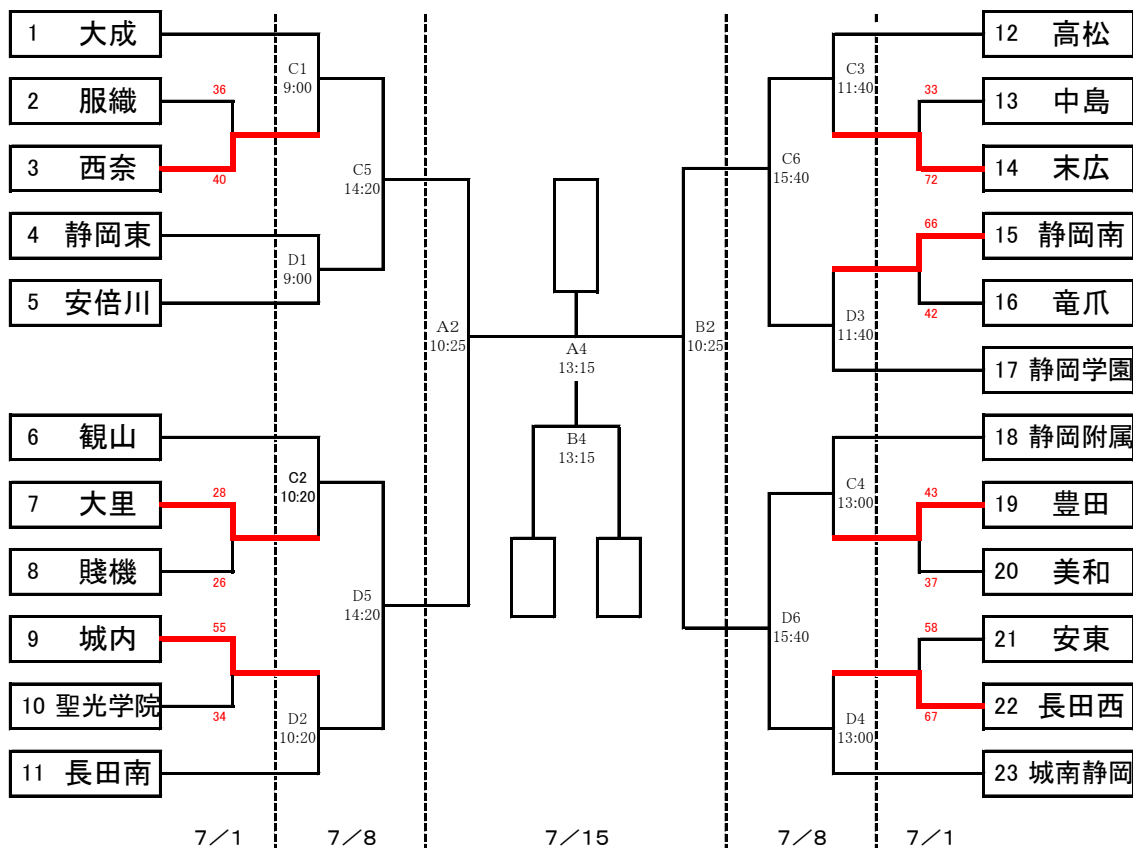 1 大成
2 服織
3 西奈
4 静岡東
5 安倍川
6 観山
7 大里
8 賤機
9 城内
10 聖光学院
11 長田南
36
40
28
26
55
34
C1
9:00
D1
9:00
C2
10:20
D2
10:20
C5
14:20
D5
14:20
A2
10:25
A4
13:15
B4
13:15
B2
10:25
C6
15:40
D6
15:40
C3
11:40
D3
11:40
C4
13:00
D4
13:00
33
72
66
42
43
37
58
67
12 高松
13 中島
14 末広
15 静岡南
16 竜爪
17 静岡学園
18 静岡附属
19 豊田
20 美和
21 安東
22 長田西
23 城南静岡
7/1
7/8
7/15
7/8
7/1